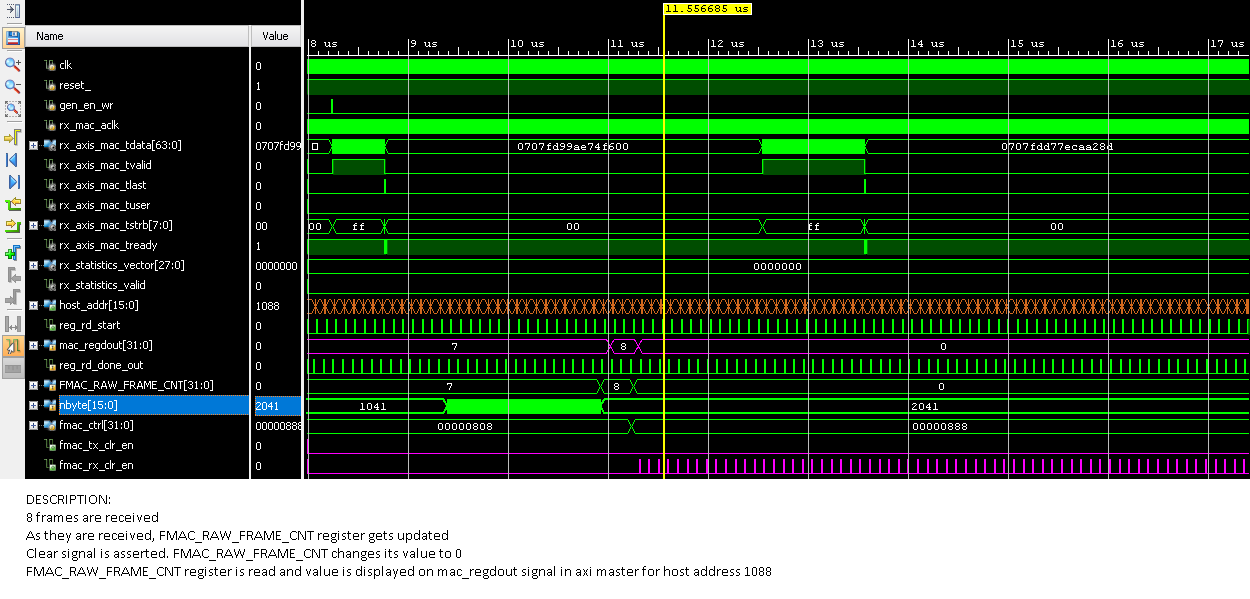 11.556685 us
Name Value
8 us 9 us 10 us 11 us 12 us 13 us 14 us 15 us 16 us 17 us
clk 0
reset_ 1
gen_en_wr 0
rx_mac_aclk 0
rx_axis_mac_tdata[63:0] 0707fd99 0707fd99ae74f600 0707fdd77ecaa28d
rx_axis_mac_tvalid 0
rx_axis_mac_tlast 0
rx_axis_mac_tuser 0
rx_axis_mac_tstrb[7:0] 00 00 ff 00 ff 00
rx_axis_mac_tready 1
rx_statistics_vector[27:0] 0000000 0000000
rx_statistics_valid 0
host_addr[15:0] 1088
reg_rd_start 0
mac_regdout[31:0] 0 7 8 0
reg_rd_done_out 0
FMAC_RAW_FRAME_CNT[31:0] 0 7 8 0
nbyte[15:0] 2041 1041 2041
fmac_ctrl[31:0] 00000888 00000808 00000888
fmac_tx_clr_en 0
fmac_rx_clr_en 0
DESCRIPTION:
8 frames are received
As they are received, FMAC_RAW_FRAME_CNT register gets updated
Clear signal is asserted. FMAC_RAW_FRAME_CNT changes its value to 0
FMAC_RAW_FRAME_CNT register is read and value is displayed on mac_regdout signal in axi master for host address 1088